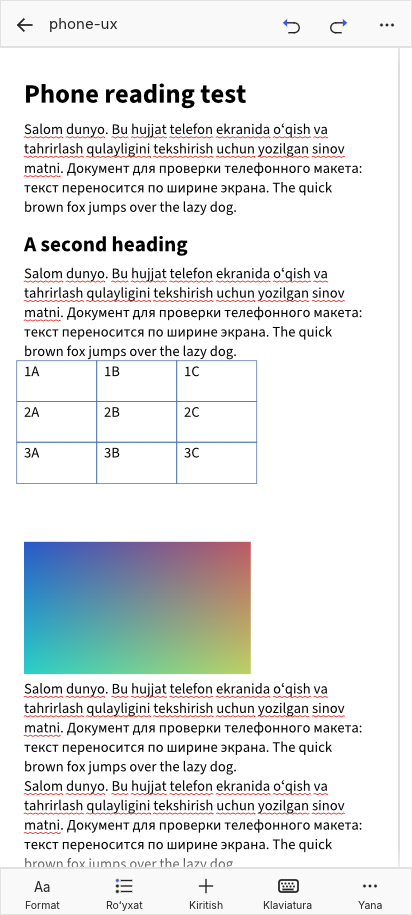 phone-ux
Phone reading test
Salom dunyo. Bu hujjat telefon ekranida oʻqish va
tahrirlash qulayligini tekshirish uchun yozilgan sinov
matni. Документ для проверки телефонного макета:
текст переносится по ширине экрана. The quick
brown fox jumps over the lazy dog.
A second heading
Salom dunyo. Bu hujjat telefon ekranida oʻqish va
tahrirlash qulayligini tekshirish uchun yozilgan sinov
matni. Документ для проверки телефонного макета:
текст переносится по ширине экрана. The quick
brown fox jumps over the lazy dog.
1A 1B 1C
2A 2B 2C
3A 3B 3C
Salom dunyo. Bu hujjat telefon ekranida oʻqish va
tahrirlash qulayligini tekshirish uchun yozilgan sinov
matni. Документ для проверки телефонного макета:
текст переносится по ширине экрана. The quick
brown fox jumps over the lazy dog.
Salom dunyo. Bu hujjat telefon ekranida oʻqish va
tahrirlash qulayligini tekshirish uchun yozilgan sinov
matni. Документ для проверки телефонного макета:
текст переносится по ширине экрана. The quick
brown fox jumps over the lazy dog.
Aa
Format Roʻyxat Kiritish Klaviatura Yana